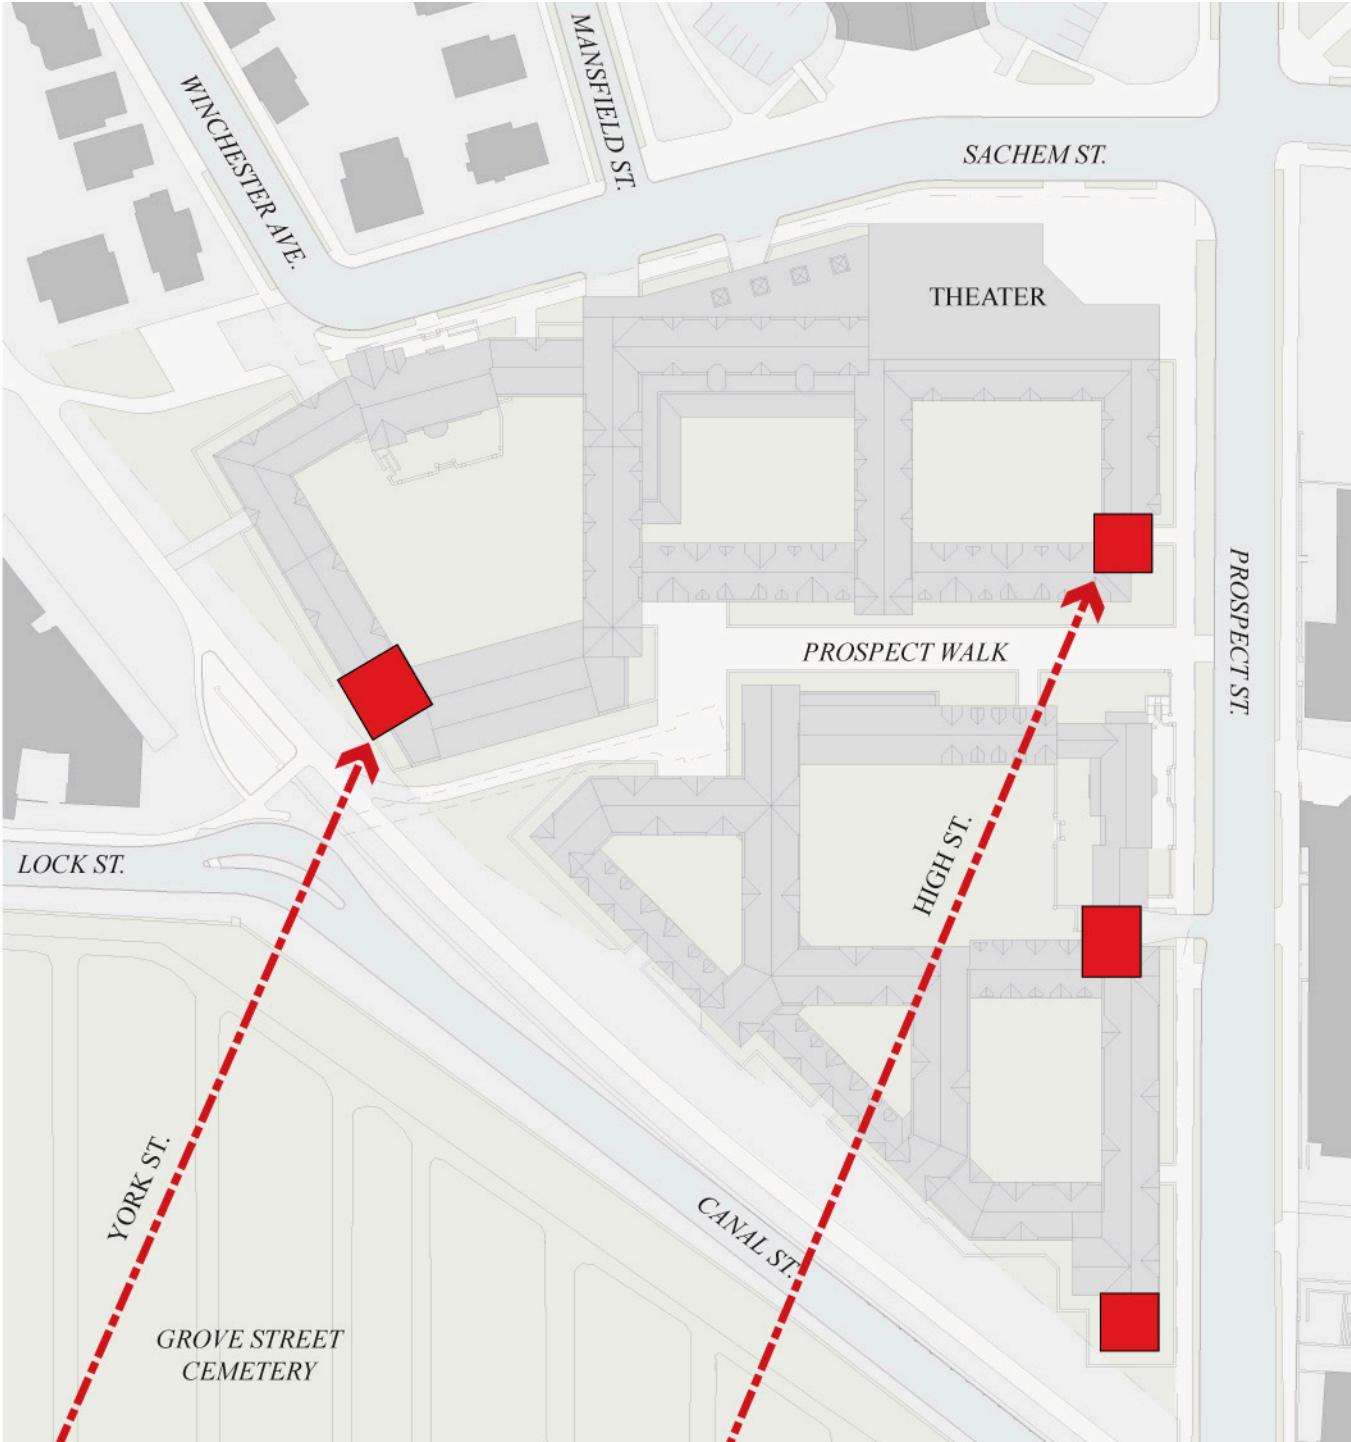 MANSFIELD ST.
WINCHESTER AVE.
SACHEM ST.
THEATER
PROSPECT ST.
PROSPECT WALK
HIGH ST.
LOCK ST.
YORK ST.
CANAL ST.
GROVE STREET
CEMETERY